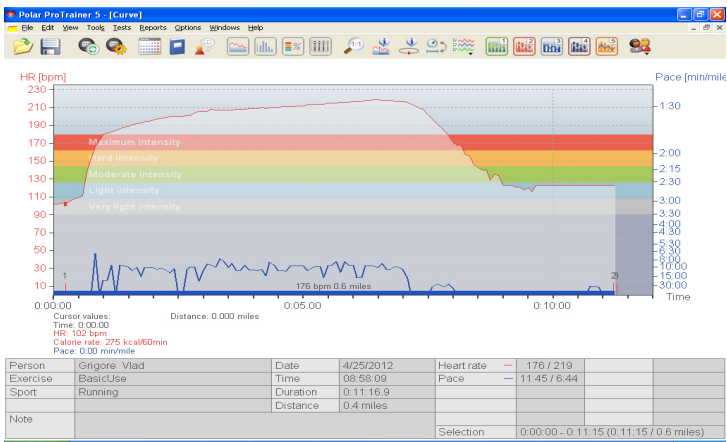 Polar ProTrainer 5 - [Curve]
File Edit View Tools Tests Reports Options Windows Help
HR [bpm] Pace [min/mile
230
210 1:30
190
170 Maximum intensity
150 Hard intensity 2:00
130 Moderate intensity 2:15
110 Light intensity 2:30
90 Very light intensity 3:00
3:30
70 4:00
4:30
50 5:30
6:30
30 8:00
10:00
10 1 176 bpm 0.6 miles 15:00
30:00
0:00:00 0:05:00 0:10:00 Time
Cursor values: Distance: 0.000 miles
Time: 0:00:00
HR: 102 bpm
Calorie rate: 275 kcal/60min
Pace: 0:00 min/mile
Person Grigore Vlad Date 4/25/2012 Heart rate 176 / 219
Exercise BasicUse Time 08:58:09 Pace 11:45 / 6:44
Sport Running Duration 0:11:16.9
Distance 0.4 miles
Note
Selection 0:00:00 - 0:11:15 (0:11:15 / 0.6 miles)